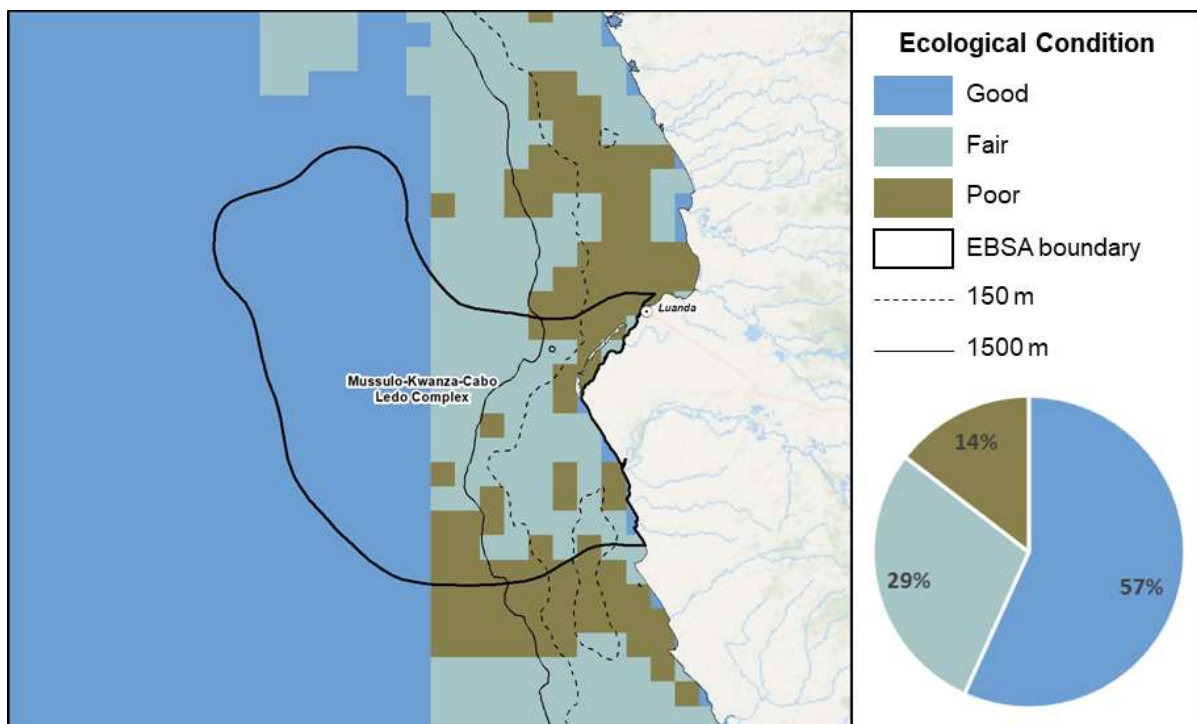 Luanda
Mussulo-Kwanza-Cabo
Ledo Complex
Ecological Condition
Good
Fair
Poor
EBSA boundary
150 m
1500 m
14%
29%
57%